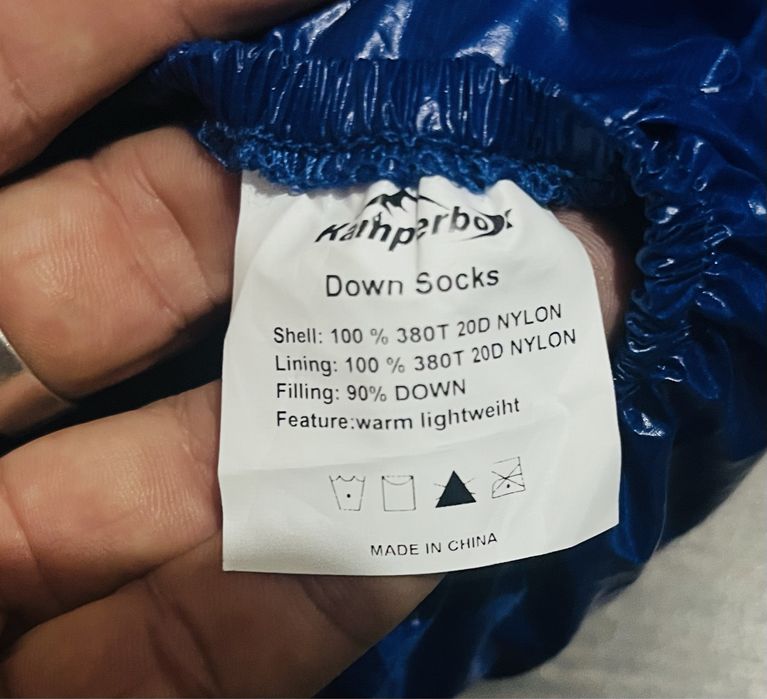 Kamperbox
Down Socks
Shell: 100 % 380T 20D NYLON
Lining: 100 % 380T 20D NYLON
Filling: 90% DOWN
Feature:warm lightweiht
MADE IN CHINA